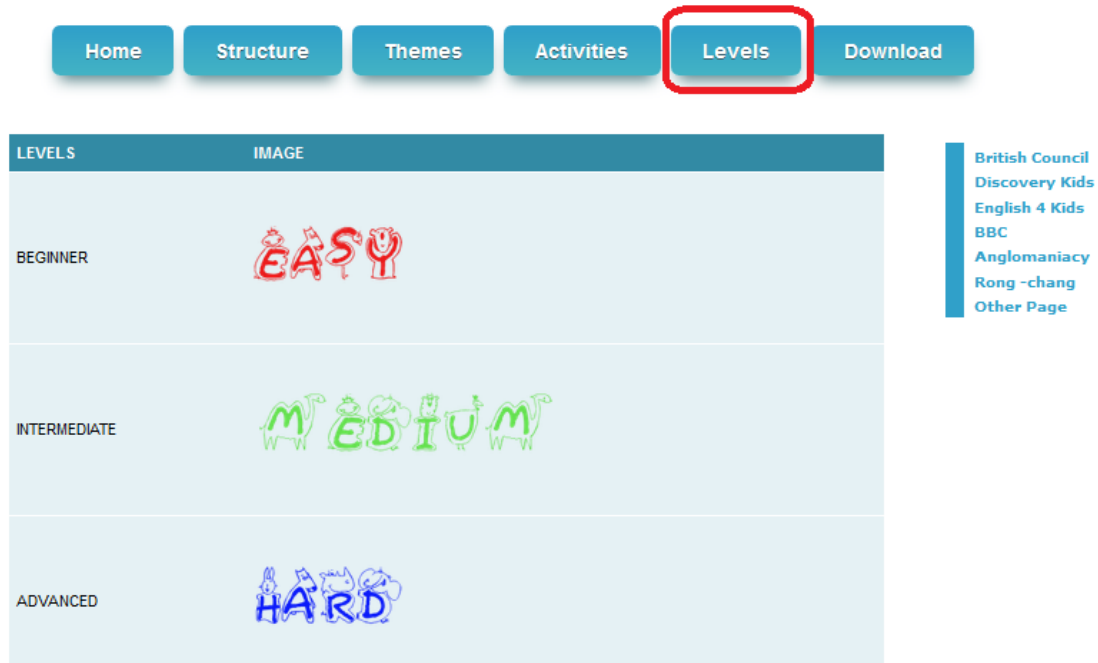 Home Structure Themes Activities Levels Download
LEVELS IMAGE
BEGINNER EASY
INTERMEDIATE MEDIUM
ADVANCED HARD
British Council
Discovery Kids
English 4 Kids
BBC
Anglomaniacy
Rong -chang
Other Page